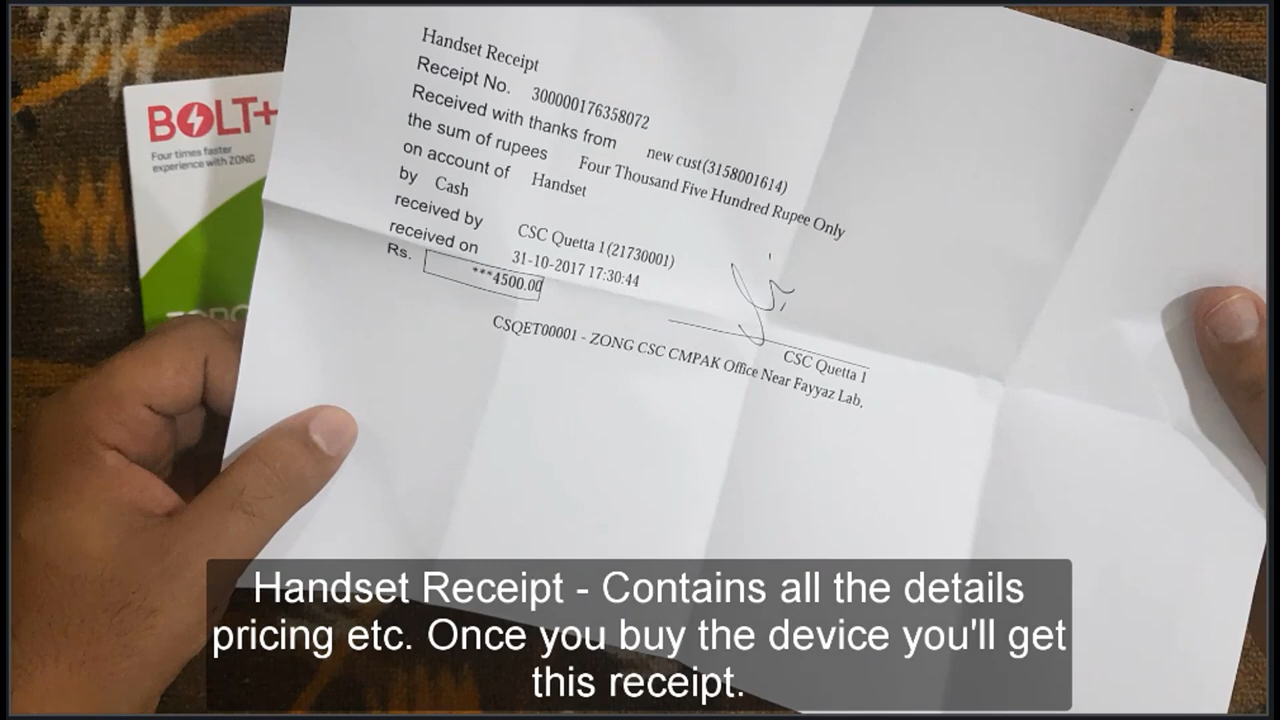 BOLT+
Four times faster
experience with ZONG
Handset Receipt
Receipt No. 300000176358072
Received with thanks from new cust(3158001614)
the sum of rupees Four Thousand Five Hundred Rupee Only
on account of Handset
by Cash
received by CSC Quetta 1(21730001)
received on 31-10-2017 17:30:44
Rs. ***4500.00
CSC Quetta 1
CSQET00001 - ZONG CSC CMPAK Office Near Fayyaz Lab,
Handset Receipt - Contains all the details
pricing etc. Once you buy the device you'll get
this receipt.